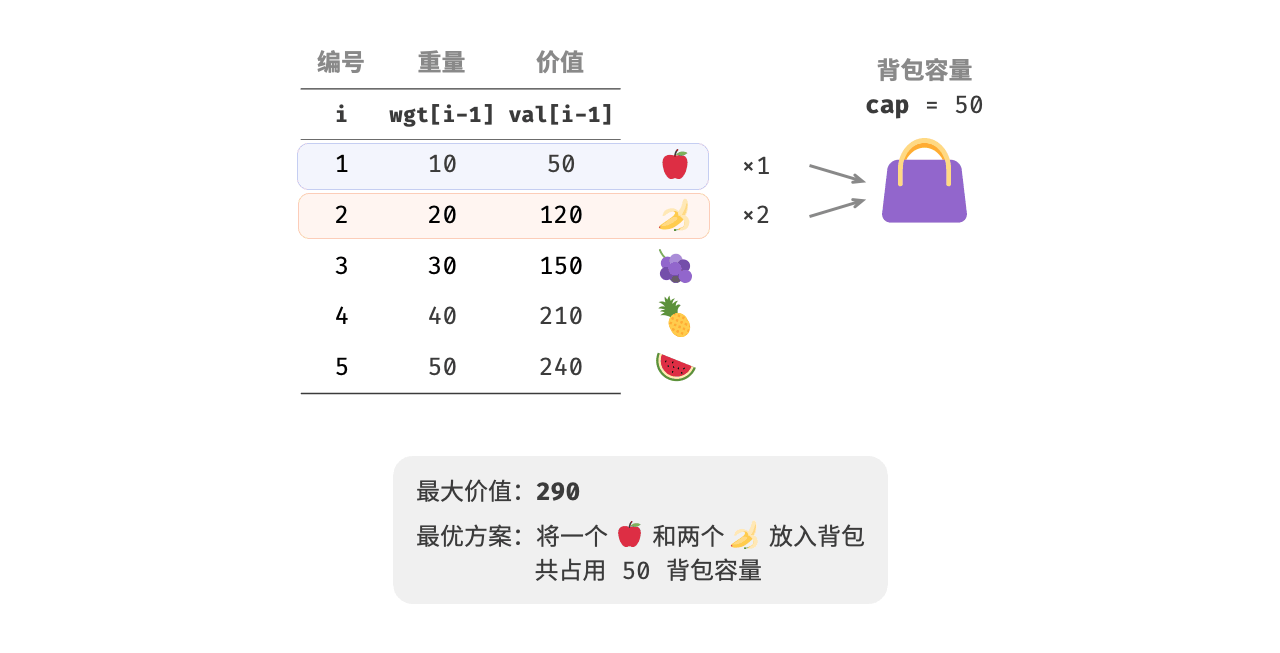 编号 重量 价值
i wgt[i-1] val[i-1]
1 10 50 ×1
2 20 120 ×2
3 30 150
4 40 210
5 50 240
背包容量
cap = 50
最大价值：290
最优方案：将一个 和两个 放入背包
共占用 50 背包容量